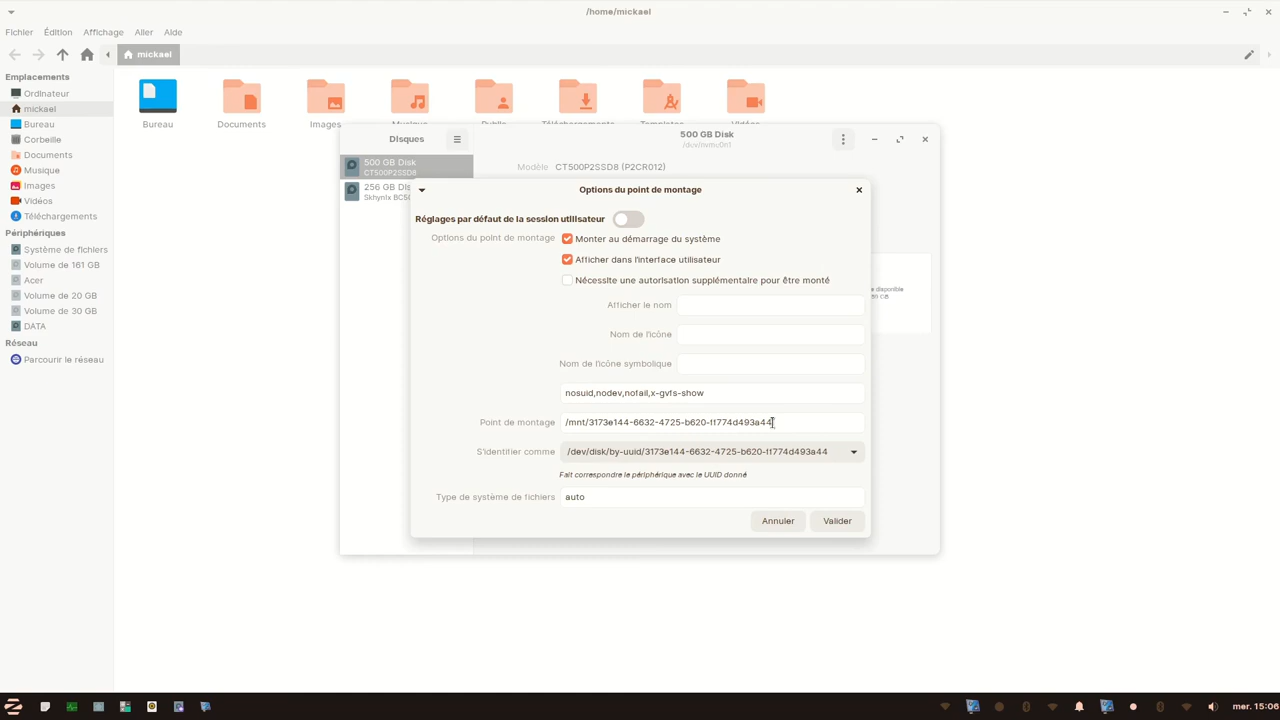 /home/mickael
Fichier Édition Affichage Aller Aide
mickael
Emplacements
Ordinateur
mickael
Bureau
Corbeille
Documents
Musique
Images
Vidéos
Téléchargements
Périphériques
Système de fichiers
Volume de 161 GB
Acer
Volume de 20 GB
Volume de 30 GB
DATA
Réseau
Parcourir le réseau
Bureau Documents Images Musique Public Téléchargements Templates Vidéos
Disques
500 GB Disk
/dev/nvme0n1
500 GB Disk
CT500P2SSD8
256 GB
Modèle CT500P2SSD8 (P2CR012)
Options du point de montage
Réglages par défaut de la session utilisateur
Options du point de montage
Monter au démarrage du système
Afficher dans l'interface utilisateur
Nécessite une autorisation supplémentaire pour être monté
Afficher le nom
Nom de l'icône
Nom de l'icône symbolique
nosuid,nodev,nofail,x-gvfs-show
Point de montage /mnt/3173e144-6632-4725-b620-f1774d493a44
S'identifier comme /dev/disk/by-uuid/3173e144-6632-4725-b620-f1774d493a44
Fait correspondre le périphérique avec le UUID donné
Type de système de fichiers auto
Annuler Valider
disponible
mer. 15:06